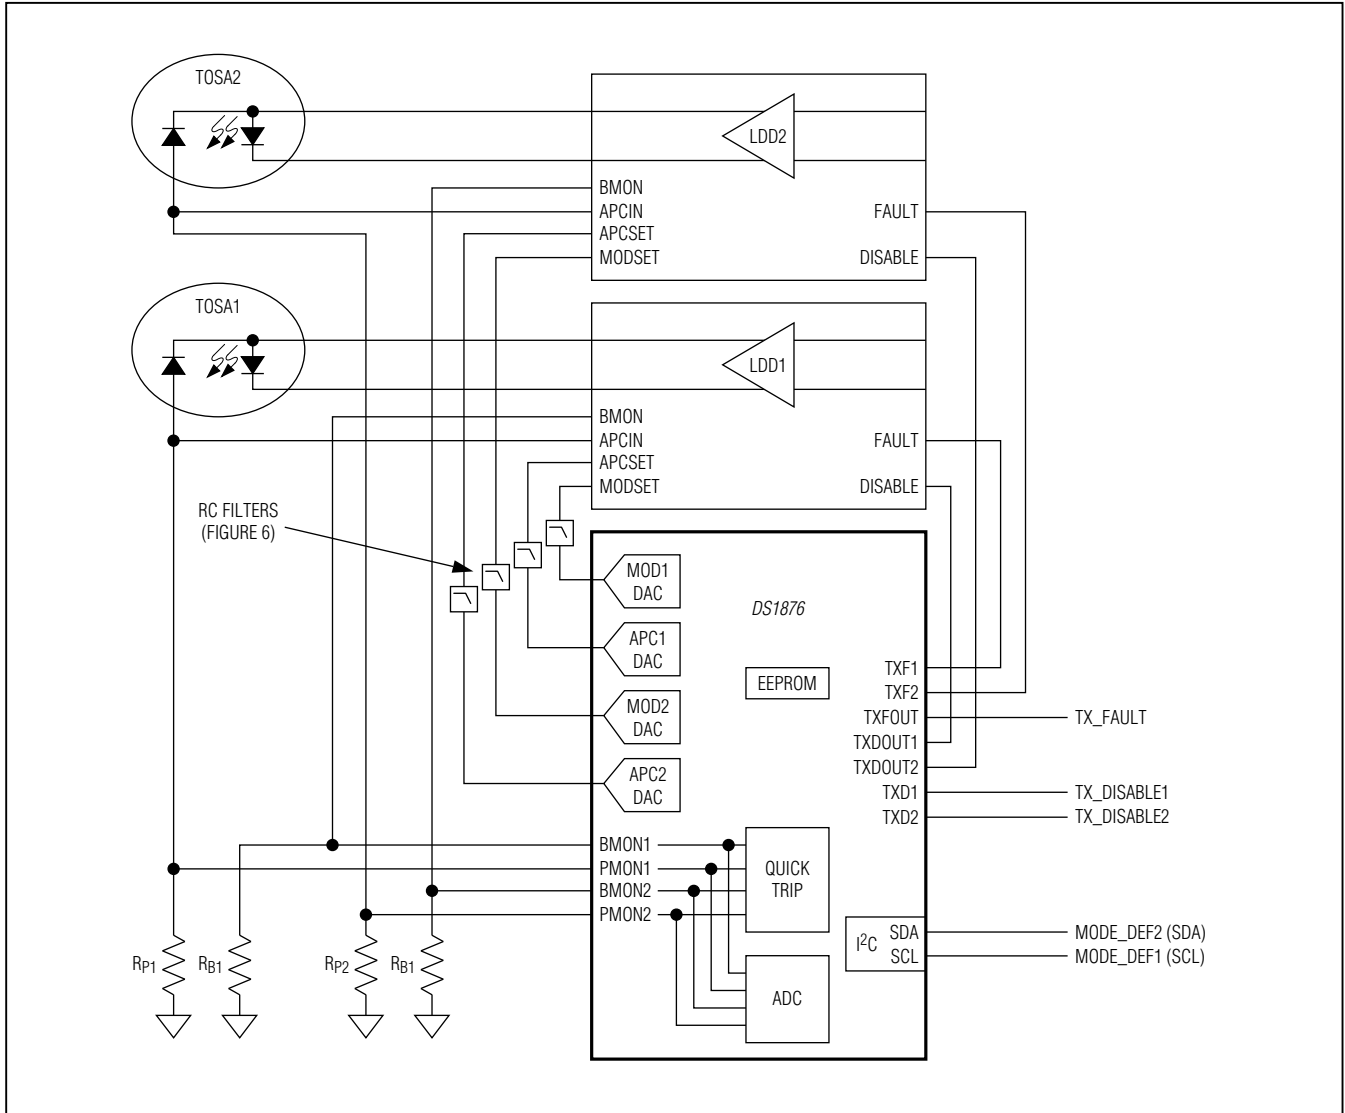 TOSA2
LDD2
BMON
APCIN
APCSET
MODSET
FAULT
DISABLE
TOSA1
LDD1
BMON
APCIN
APCSET
MODSET
FAULT
DISABLE
RC FILTERS
(FIGURE 6)
MOD1
DAC
APC1
DAC
MOD2
DAC
APC2
DAC
DS1876
EEPROM
TXF1
TXF2
TXFOUT
TXDOUT1
TXDOUT2
TXD1
TXD2
TX_FAULT
TX_DISABLE1
TX_DISABLE2
BMON1
PMON1
BMON2
PMON2
QUICK
TRIP
ADC
I2C
SDA
SCL
MODE_DEF2 (SDA)
MODE_DEF1 (SCL)
RP1
RB1
RP2
RB1